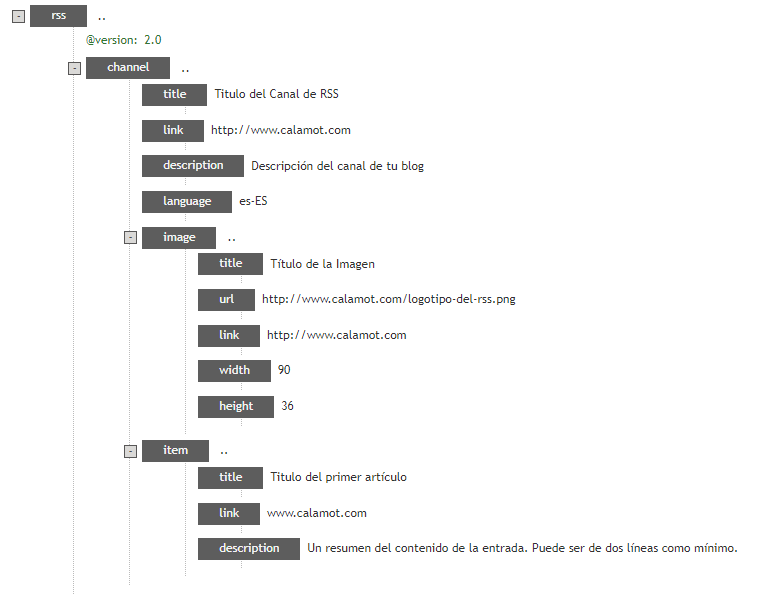 - rss ..
@version: 2.0
- channel ..
title Titulo del Canal de RSS
link http://www.calamot.com
description Descripción del canal de tu blog
language es-ES
- image ..
title Título de la Imagen
url http://www.calamot.com/logotipo-del-rss.png
link http://www.calamot.com
width 90
height 36
- item ..
title Titulo del primer artículo
link www.calamot.com
description Un resumen del contenido de la entrada. Puede ser de dos líneas como mínimo.